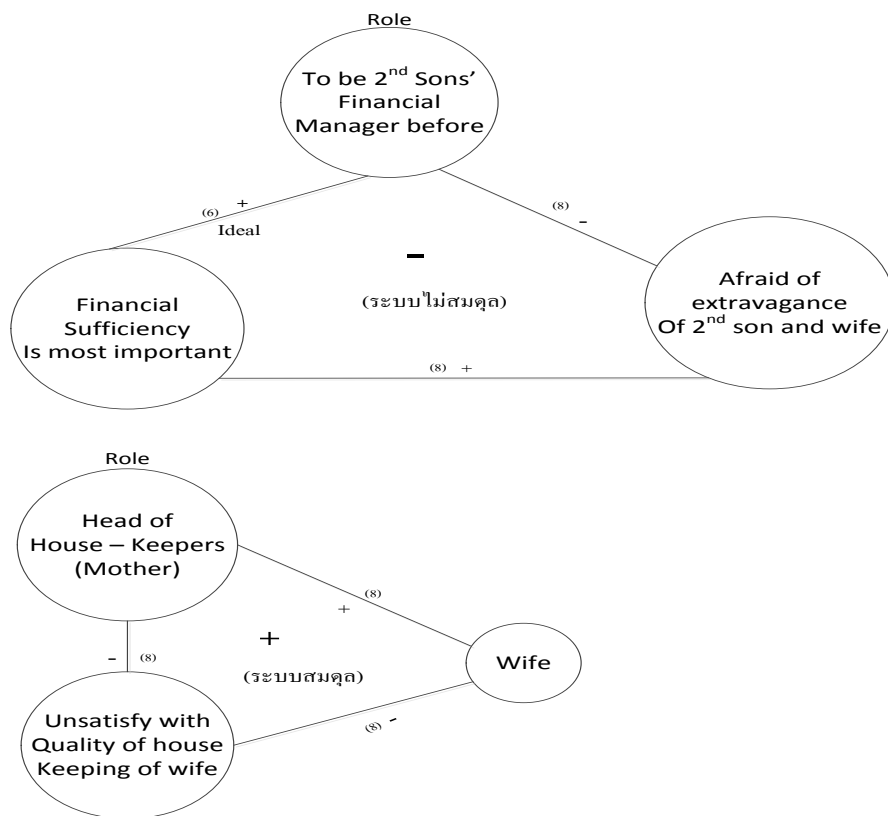 Role
To be 2nd Sons'
Financial
Manager before
(6) +
Ideal
(8) -
-
(ระบบไม่สมดุล)
Financial
Sufficiency
Is most important
Afraid of
extravagance
Of 2nd son and wife
(8) +
Role
Head of
House – Keepers
(Mother)
(8)
+
+
(ระบบสมดุล)
- (8)
Wife
(8) -
Unsatisfy with
Quality of house
Keeping of wife